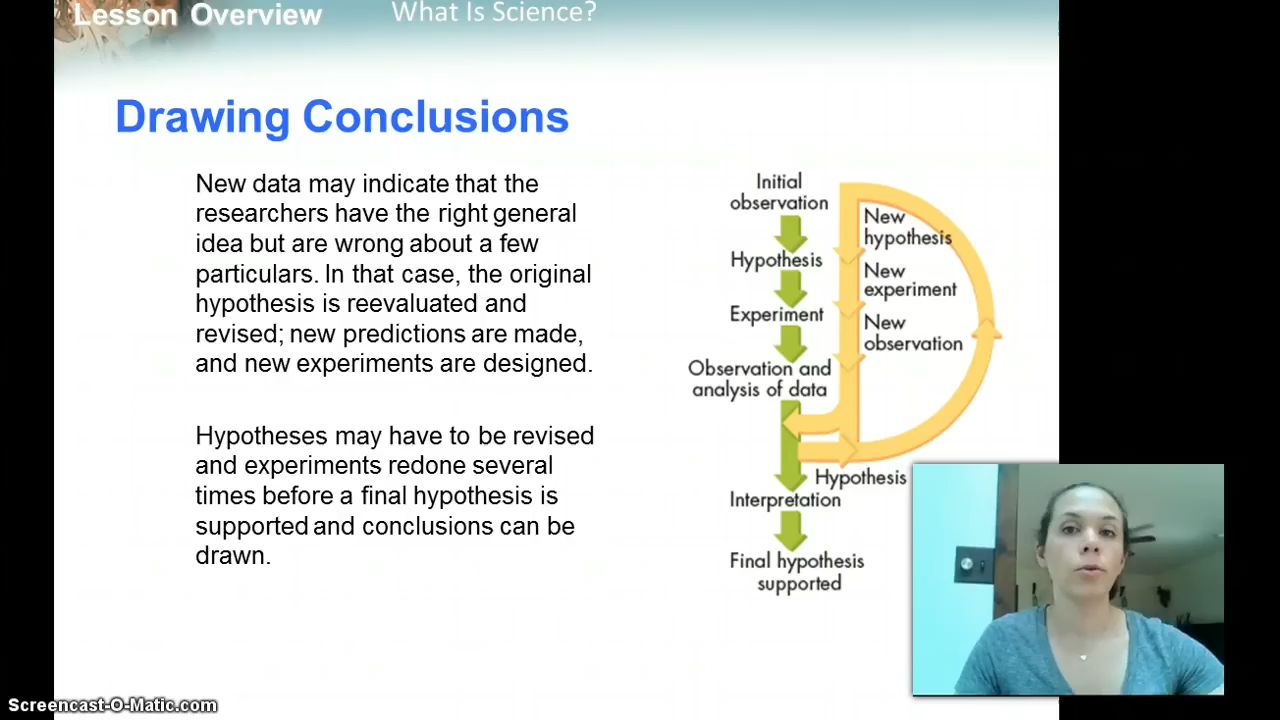 Lesson Overview What Is Science?
Drawing Conclusions
New data may indicate that the
researchers have the right general
idea but are wrong about a few
particulars. In that case, the original
hypothesis is reevaluated and
revised; new predictions are made,
and new experiments are designed.
Hypotheses may have to be revised
and experiments redone several
times before a final hypothesis is
supported and conclusions can be
drawn.
Initial
observation
Hypothesis
Experiment
Observation and
analysis of data
New
hypothesis
New
experiment
New
observation
Hypothesis
Interpretation
Final hypothesis
supported
Screencast-O-Matic.com